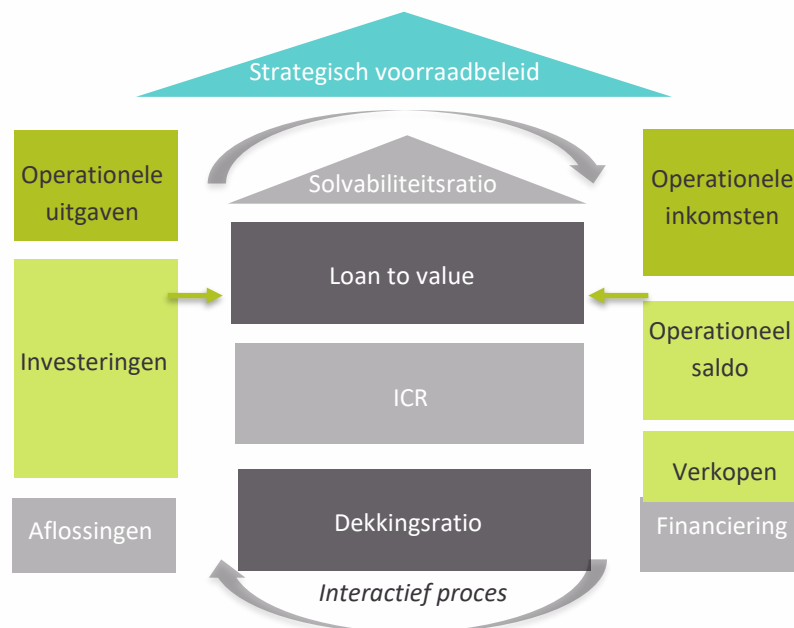 Strategisch voorraadbeleid
Operationele
uitgaven
Investeringen
Aflossingen
Solvabiliteitsratio
Loan to value
ICR
Dekkingsratio
Interactief proces
Operationele
inkomsten
Operationeel
saldo
Verkopen
Financiering